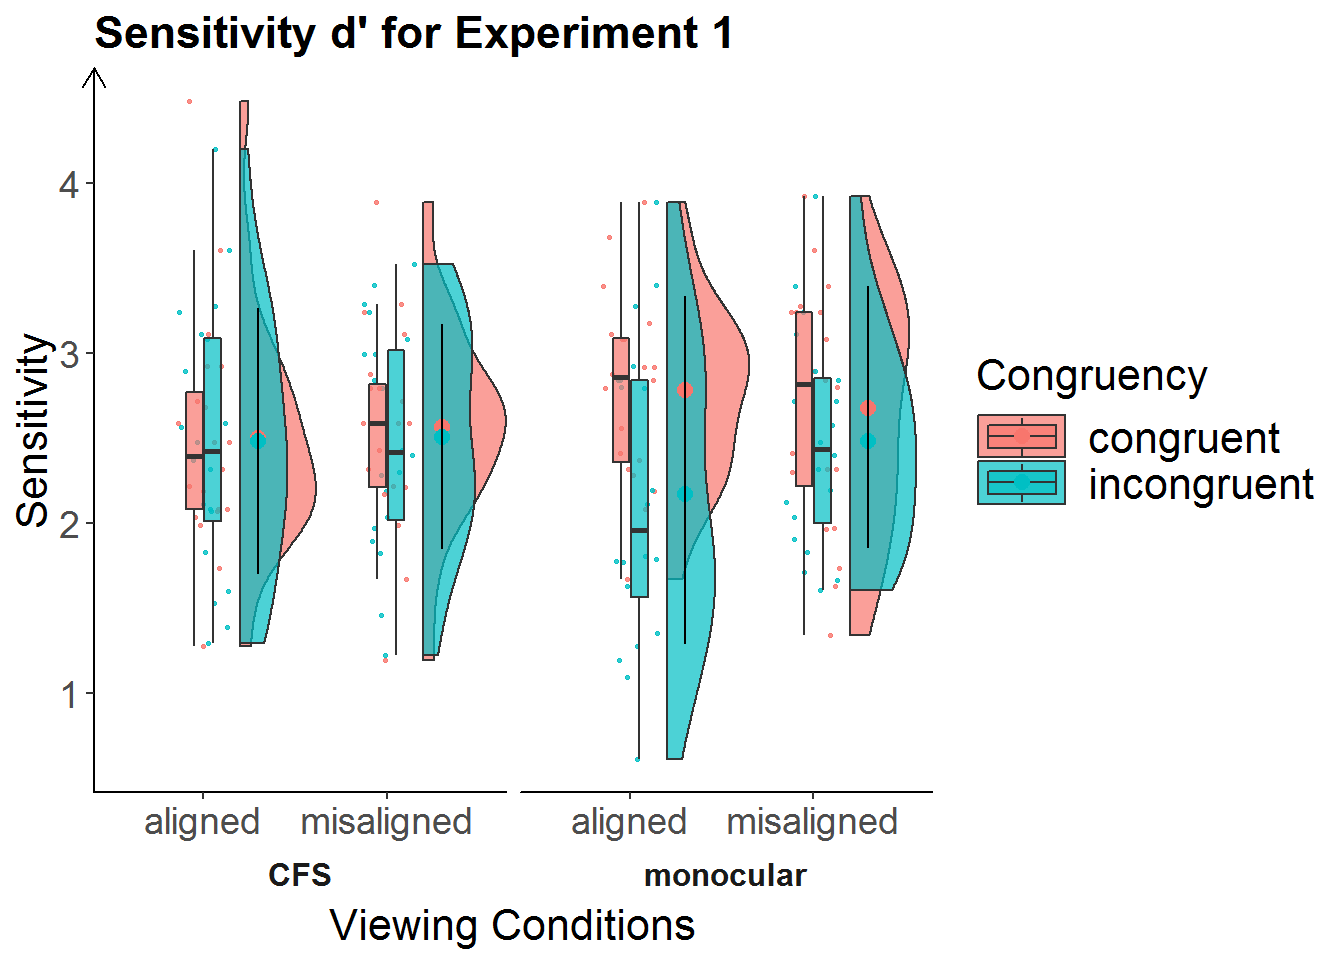 Sensitivity d' for Experiment 1
Sensitivity
4
3
2
1
aligned misaligned aligned misaligned
CFS monocular
Viewing Conditions
Congruency
congruent
incongruent